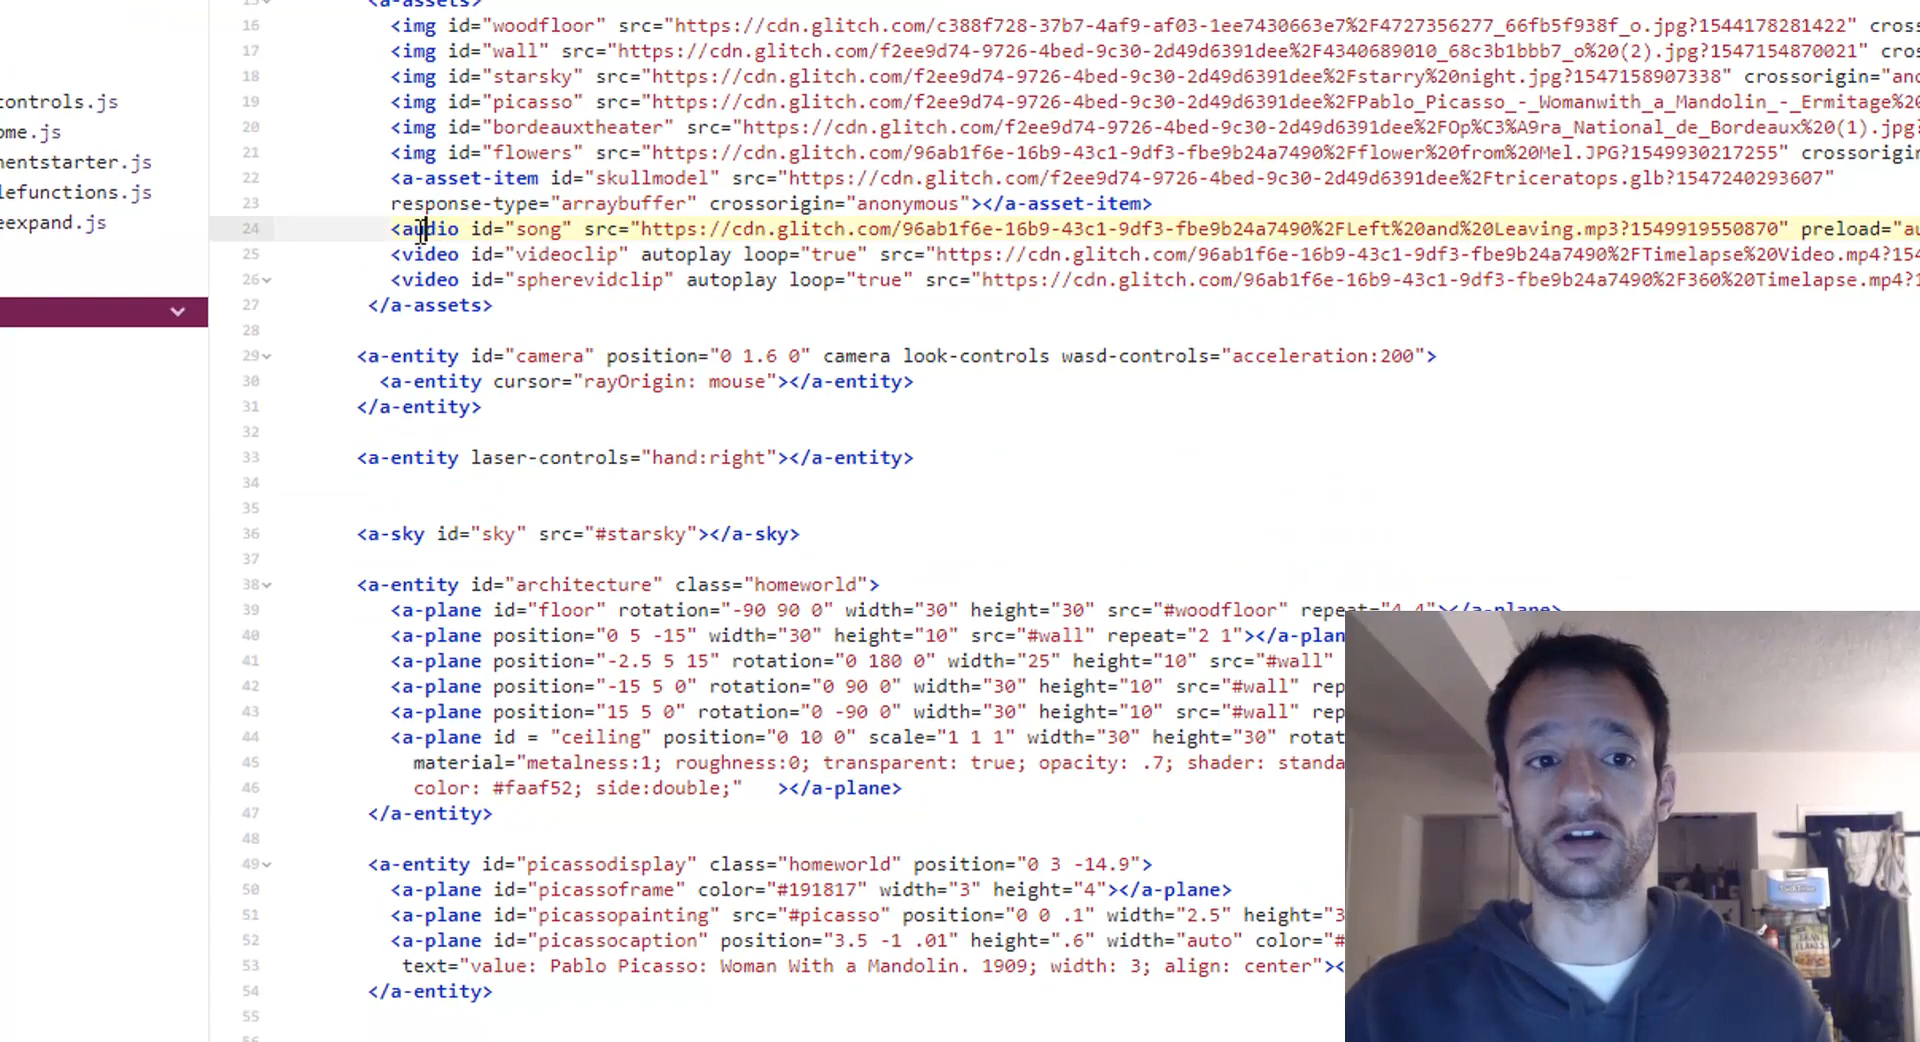 15
<a-assets>
16 <img id="woodfloor" src="https://cdn.glitch.com/c388f728-37b7-4af9-af03-1ee7430663e7%2F4727356277_66fb5f938f_o.jpg?1544178281422" cross
17 <img id="wall" src="https://cdn.glitch.com/f2ee9d74-9726-4bed-9c30-2d49d6391dee%2F4340689010_68c3b1bbb7_o%20(2).jpg?1547154870021" cros
18 <img id="starsky" src="https://cdn.glitch.com/f2ee9d74-9726-4bed-9c30-2d49d6391dee%2Fstarry%20night.jpg?1547158907338" crossorigin="ano
19 <img id="picasso" src="https://cdn.glitch.com/f2ee9d74-9726-4bed-9c30-2d49d6391dee%2FPablo_Picasso_-_Womanwith_a_Mandolin_-_Ermitage%20
20 <img id="bordeauxtheater" src="https://cdn.glitch.com/f2ee9d74-9726-4bed-9c30-2d49d6391dee%2FOp%C3%A9ra_National_de_Bordeaux%20(1).jpg?
21 <img id="flowers" src="https://cdn.glitch.com/96ab1f6e-16b9-43c1-9df3-fbe9b24a7490%2Fflower%20from%20Mel.JPG?1549930217255" crossorigin
22 <a-asset-item id="skullmodel" src="https://cdn.glitch.com/f2ee9d74-9726-4bed-9c30-2d49d6391dee%2Ftriceratops.glb?1547240293607"
23 response-type="arraybuffer" crossorigin="anonymous"></a-asset-item>
24 <audio id="song" src="https://cdn.glitch.com/96ab1f6e-16b9-43c1-9df3-fbe9b24a7490%2FLeft%20and%20Leaving.mp3?1549919550870" preload="au
25 <video id="videoclip" autoplay loop="true" src="https://cdn.glitch.com/96ab1f6e-16b9-43c1-9df3-fbe9b24a7490%2FTimelapse%20Video.mp4?154
26 <video id="spherevidclip" autoplay loop="true" src="https://cdn.glitch.com/96ab1f6e-16b9-43c1-9df3-fbe9b24a7490%2F360%20Timelapse.mp4?1
27 </a-assets>
28
29 <a-entity id="camera" position="0 1.6 0" camera look-controls wasd-controls="acceleration:200">
30 <a-entity cursor="rayOrigin: mouse"></a-entity>
31 </a-entity>
32
33 <a-entity laser-controls="hand:right"></a-entity>
34
35
36 <a-sky id="sky" src="#starsky"></a-sky>
37
38 <a-entity id="architecture" class="homeworld">
39 <a-plane id="floor" rotation="-90 90 0" width="30" height="30" src="#woodfloor" repeat="4 4"></a-plane>
40 <a-plane position="0 5 -15" width="30" height="10" src="#wall" repeat="2 1"></a-plan
41 <a-plane position="-2.5 5 15" rotation="0 180 0" width="25" height="10" src="#wall"
42 <a-plane position="-15 5 0" rotation="0 90 0" width="30" height="10" src="#wall" rep
43 <a-plane position="15 5 0" rotation="0 -90 0" width="30" height="10" src="#wall" rep
44 <a-plane id = "ceiling" position="0 10 0" scale="1 1 1" width="30" height="30" rotat
45 material="metalness:1; roughness:0; transparent: true; opacity: .7; shader: standa
46 color: #faaf52; side:double;" ></a-plane>
47 </a-entity>
48
49 <a-entity id="picassodisplay" class="homeworld" position="0 3 -14.9">
50 <a-plane id="picassoframe" color="#191817" width="3" height="4"></a-plane>
51 <a-plane id="picassopainting" src="#picasso" position="0 0 .1" width="2.5" height="3
52 <a-plane id="picassocaption" position="3.5 -1 .01" height=".6" width="auto" color="#
53 text="value: Pablo Picasso: Woman With a Mandolin. 1909; width: 3; align: center"><
54 </a-entity>
55
56
controls.js
ome.js
nentstarter.js
lefunctions.js
eexpand.js